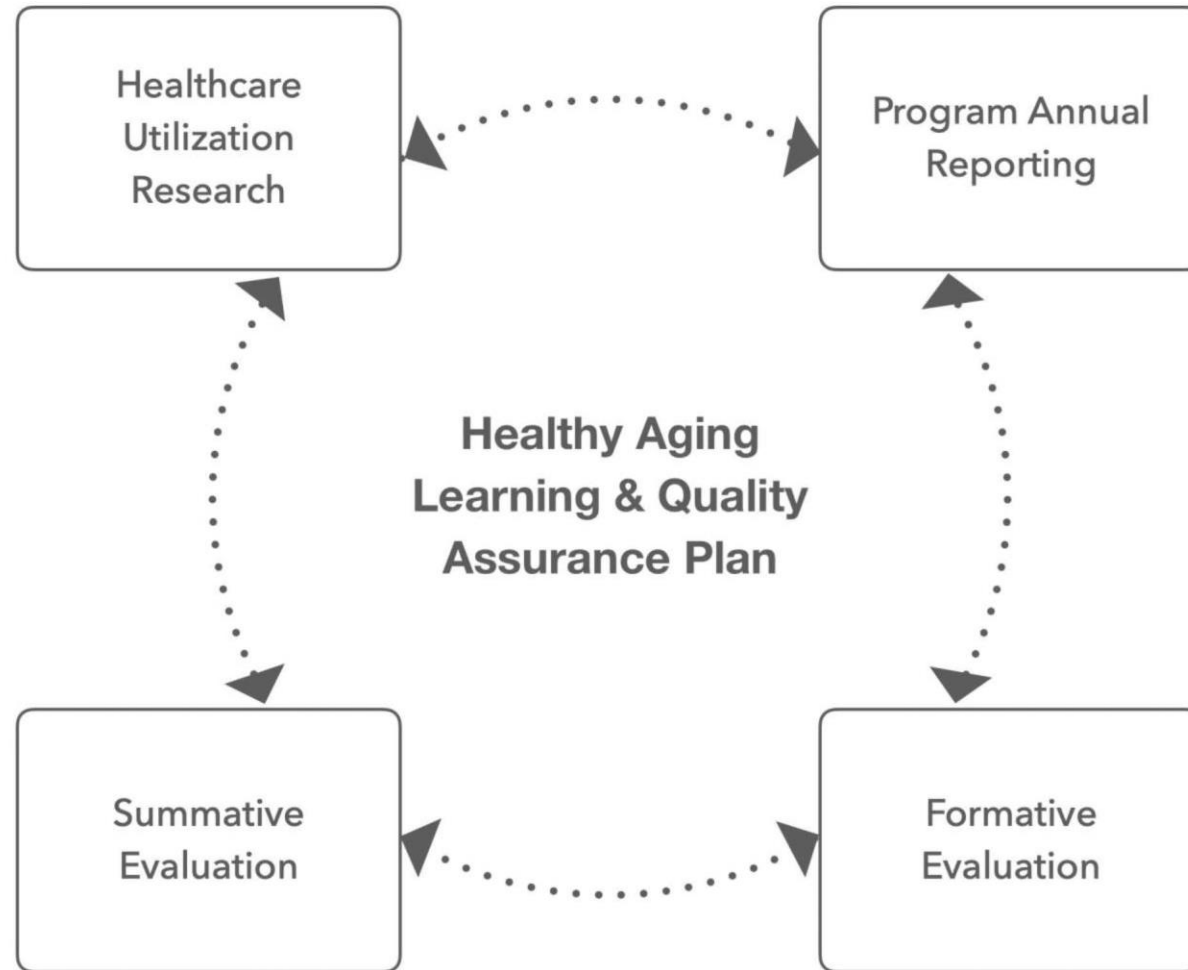 Healthcare
Utilization
Research
Program Annual
Reporting
Healthy Aging
Learning & Quality
Assurance Plan
Summative
Evaluation
Formative
Evaluation